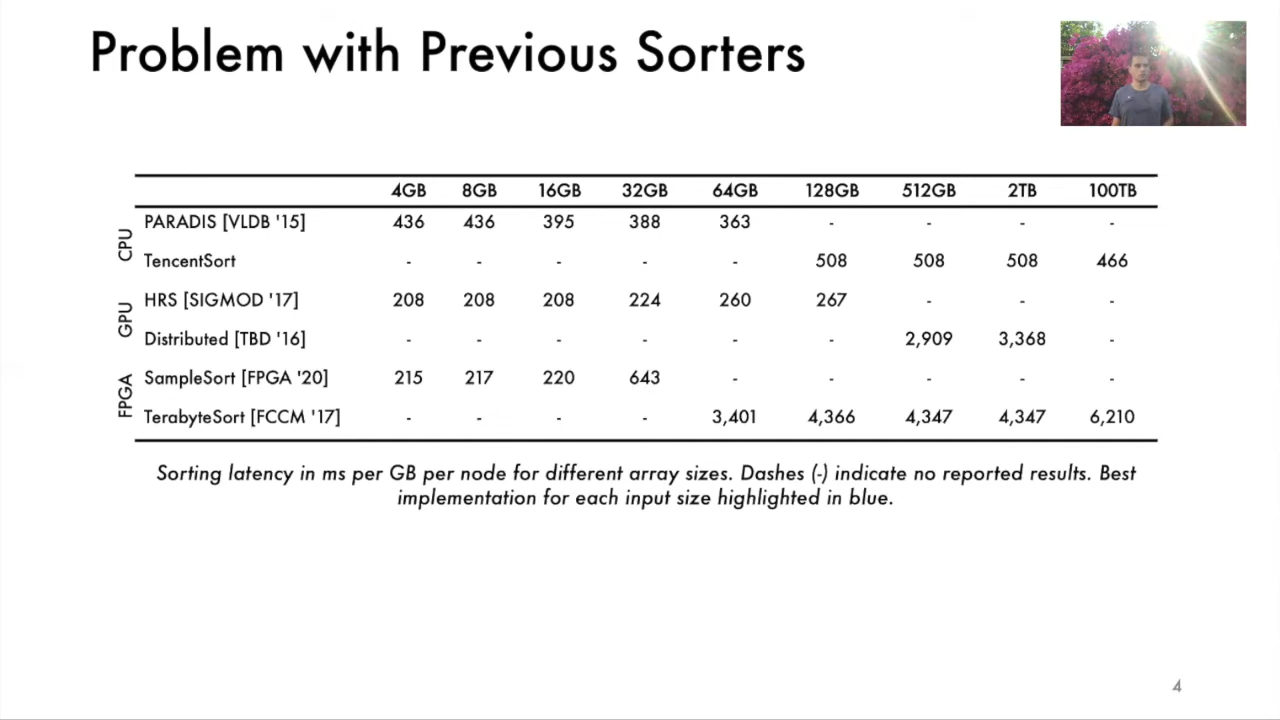 Problem with Previous Sorters
4GB 8GB 16GB 32GB 64GB 128GB 512GB 2TB 100TB
CPU
PARADIS [VLDB '15] 436 436 395 388 363 - - - -
TencentSort - - - - - 508 508 508 466
GPU
HRS [SIGMOD '17] 208 208 208 224 260 267 - - -
Distributed [TBD '16] - - - - - - 2,909 3,368 -
FPGA
SampleSort [FPGA '20] 215 217 220 643 - - - - -
TerabyteSort [FCCM '17] - - - - 3,401 4,366 4,347 4,347 6,210
Sorting latency in ms per GB per node for different array sizes. Dashes (-) indicate no reported results. Best
implementation for each input size highlighted in blue.
4